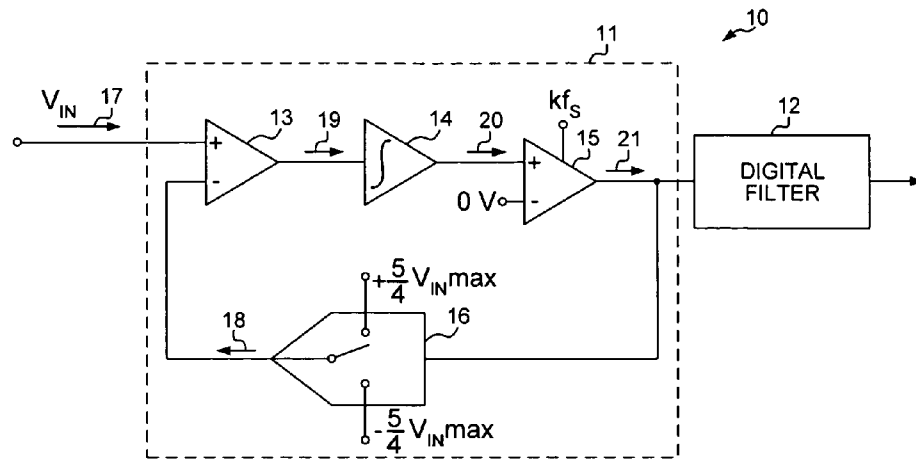 10
11
V_IN 17
13
19
14
20
kf_S
15
21
12
+
-
∫
+
0 V
-
DIGITAL
FILTER
+5/4 V_IN max
16
18
-5/4 V_IN max